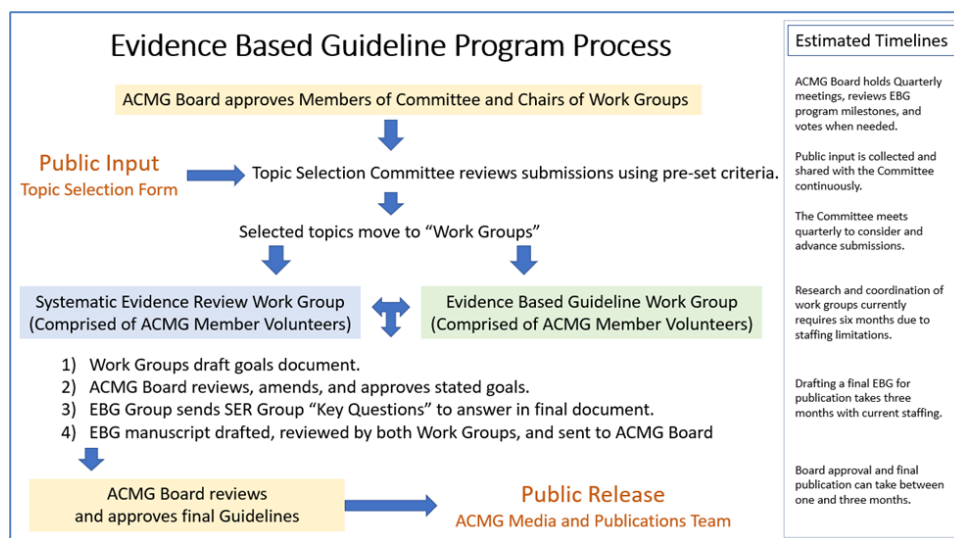 Evidence Based Guideline Program Process
ACMG Board approves Members of Committee and Chairs of Work Groups
Public Input
Topic Selection Form
Topic Selection Committee reviews submissions using pre-set criteria.
Selected topics move to “Work Groups”
Systematic Evidence Review Work Group
(Comprised of ACMG Member Volunteers)
Evidence Based Guideline Work Group
(Comprised of ACMG Member Volunteers)
1) Work Groups draft goals document.
2) ACMG Board reviews, amends, and approves stated goals.
3) EBG Group sends SER Group “Key Questions” to answer in final document.
4) EBG manuscript drafted, reviewed by both Work Groups, and sent to ACMG Board
ACMG Board reviews
and approves final Guidelines
Public Release
ACMG Media and Publications Team
Estimated Timelines
ACMG Board holds Quarterly
meetings, reviews EBG
program milestones, and
votes when needed.
Public input is collected and
shared with the Committee
continuously.
The Committee meets
quarterly to consider and
advance submissions.
Research and coordination of
work groups currently
requires six months due to
staffing limitations.
Drafting a final EBG for
publication takes three
months with current staffing.
Board approval and final
publication can take between
one and three months.